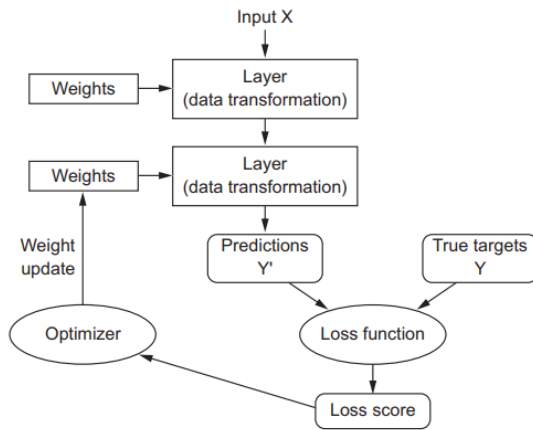 Input X
Weights
Layer
(data transformation)
Weights
Layer
(data transformation)
Weight
update
Predictions
Y'
True targets
Y
Optimizer
Loss function
Loss score